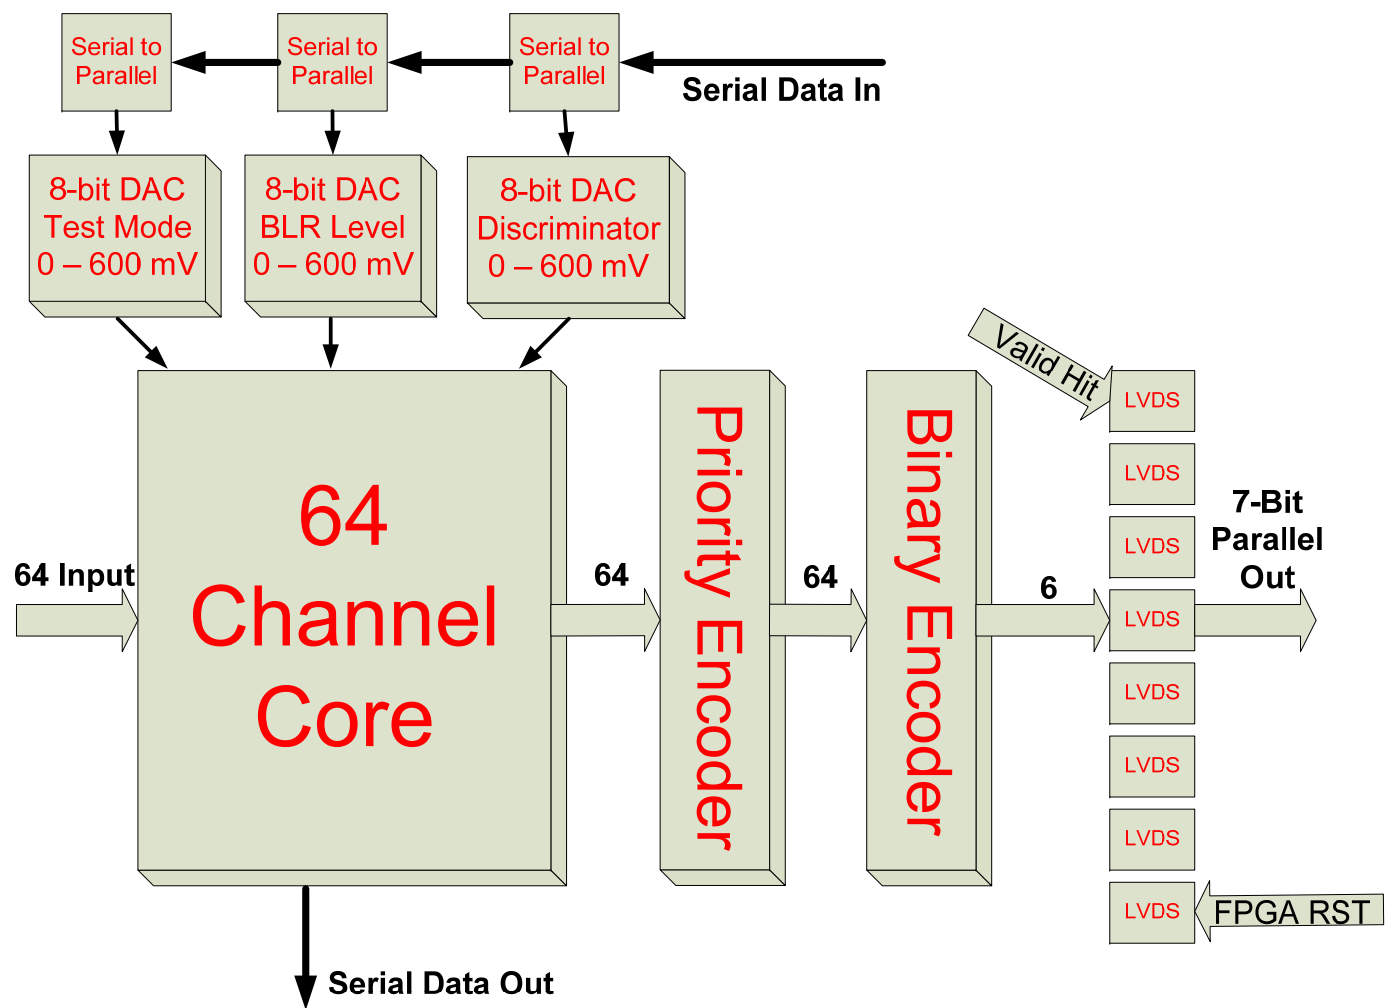 Serial to
Parallel
Serial to
Parallel
Serial to
Parallel
Serial Data In
8-bit DAC
Test Mode
0 – 600 mV
8-bit DAC
BLR Level
0 – 600 mV
8-bit DAC
Discriminator
0 – 600 mV
Valid Hit
64 Input
64
Channel
Core
64
Priority Encoder
64
Binary Encoder
6
LVDS
LVDS
LVDS
LVDS
LVDS
LVDS
LVDS
LVDS
7-Bit
Parallel
Out
FPGA RST
Serial Data Out